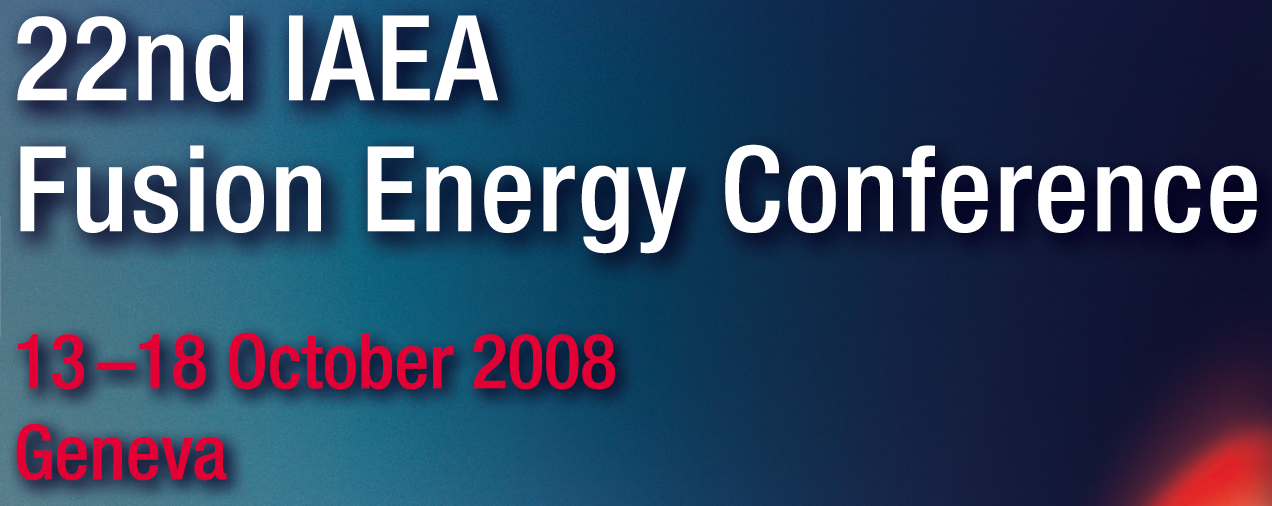 22nd IAEA
Fusion Energy Conference
13–18 October 2008
Geneva